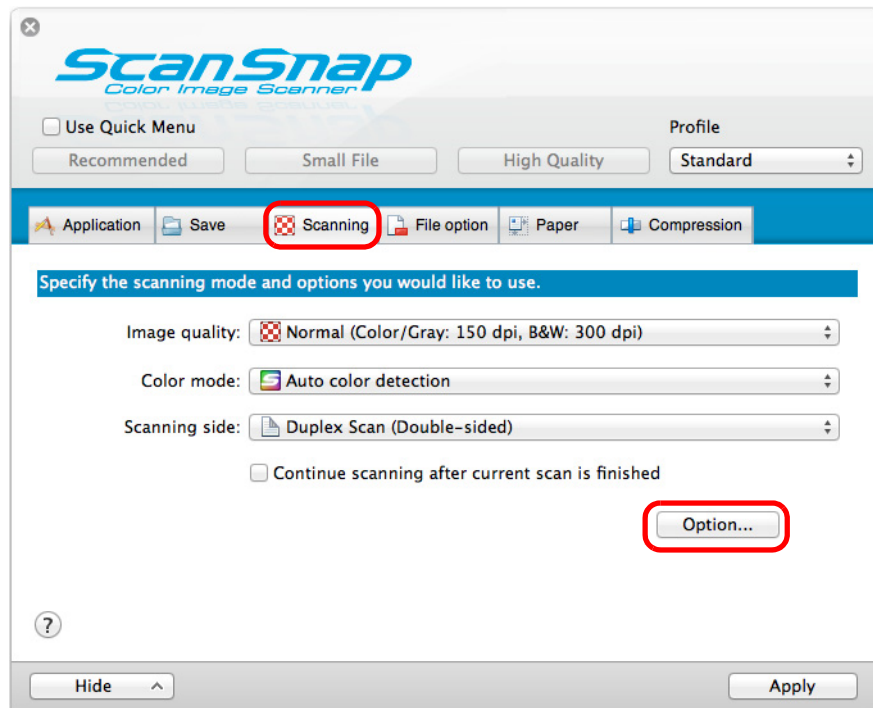 ScanSnap
Color Image Scanner
Use Quick Menu
Profile
Recommended Small File High Quality Standard
Application Save Scanning File option Paper Compression
Specify the scanning mode and options you would like to use.
Image quality: Normal (Color/Gray: 150 dpi, B&W: 300 dpi)
Color mode: Auto color detection
Scanning side: Duplex Scan (Double-sided)
Continue scanning after current scan is finished
Option...
?
Hide Apply